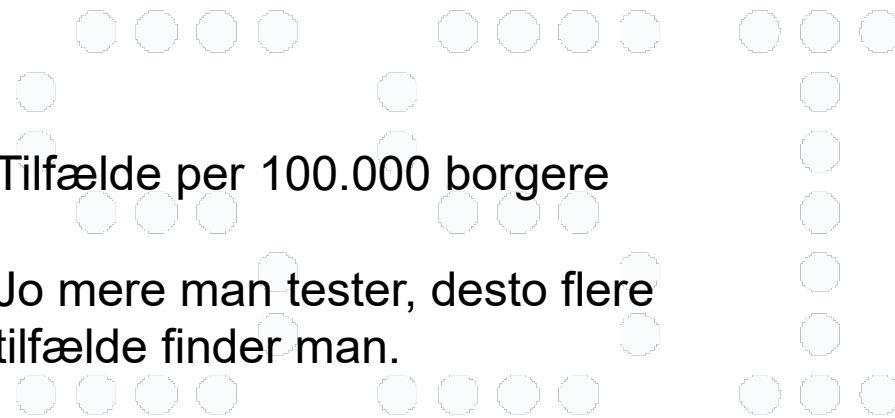 Tilfælde per 100.000 borgere
Jo mere man tester, desto flere
tilfælde finder man.